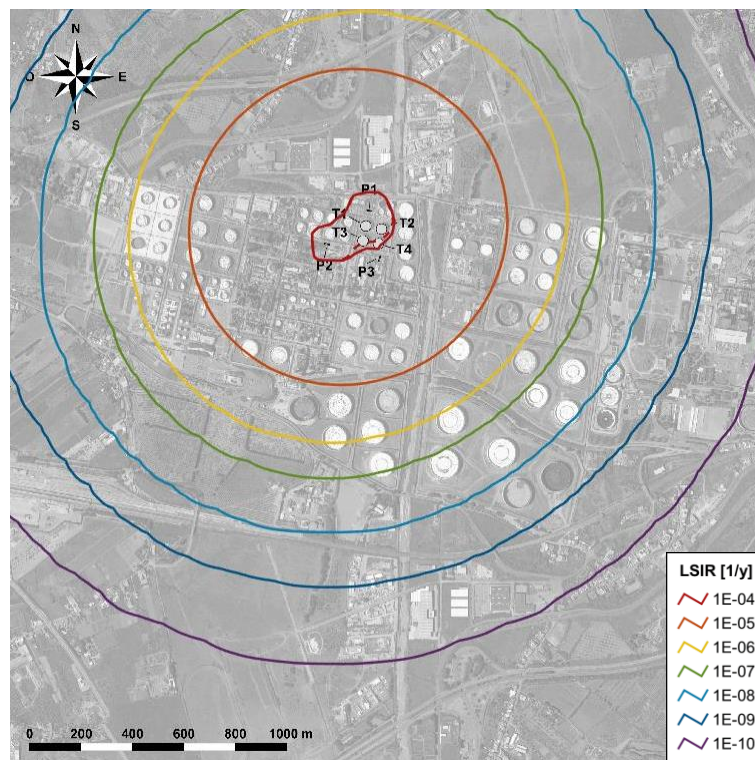 N
O E
S
P1
T1 T2
T3 T4
P2 P3
LSIR [1/y]
1E-04
1E-05
1E-06
1E-07
1E-08
1E-09
1E-10
0 200 400 600 800 1000 m